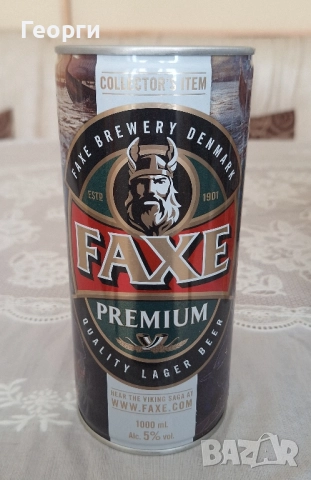 Георги
COLLECTOR'S ITEM
FAXE BREWERY DENMARK
ESTD 1901
FAXE
PREMIUM
QUALITY LAGER BEER
HEAR THE VIKING SAGA AT
WWW.FAXE.COM
1000 mL
Alc. 5% vol.
BAZAR